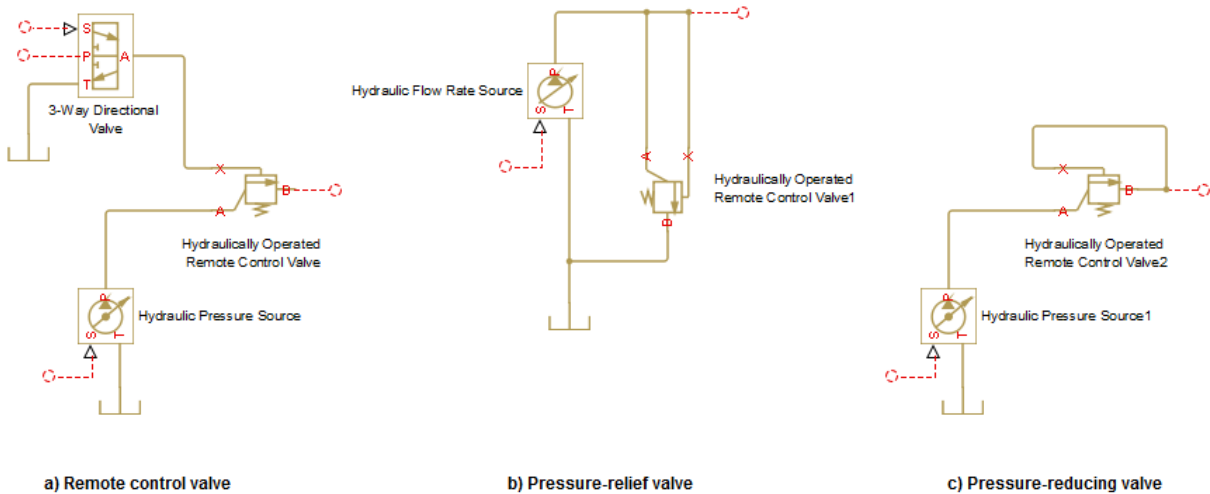 S
P A
T
3-Way Directional
Valve
X
B
A
Hydraulically Operated
Remote Control Valve
P
Hydraulic Pressure Source
S T
a) Remote control valve
P
Hydraulic Flow Rate Source
S T
A X
Hydraulically Operated
Remote Control Valve1
B
b) Pressure-relief valve
X
B
A
Hydraulically Operated
Remote Control Valve2
P
Hydraulic Pressure Source1
S T
c) Pressure-reducing valve